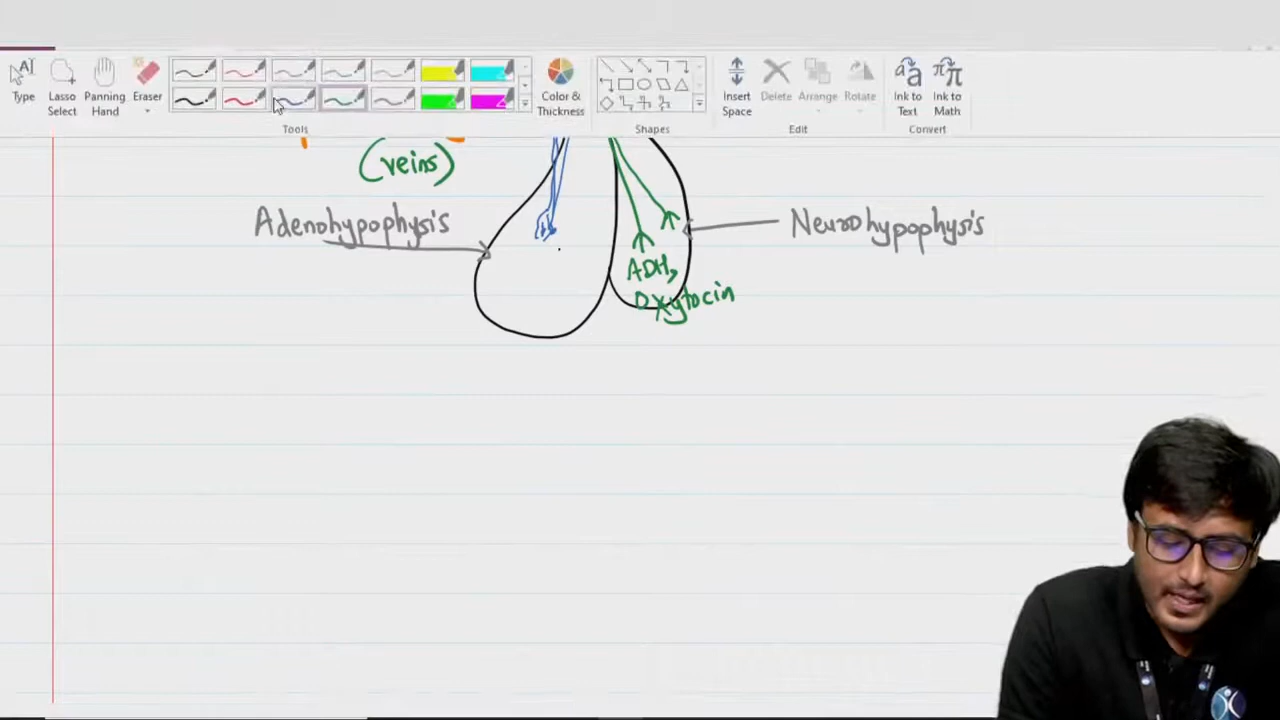 Type
Lasso
Select
Panning
Hand
Eraser
Color &
Thickness
Insert
Space
Delete
Arrange
Rotate
Ink to
Text
Ink to
Math
Tools
Shapes
Edit
Convert
(veins)
Adenohypophysis
Neurohypophysis
ADH,
Oxytocin